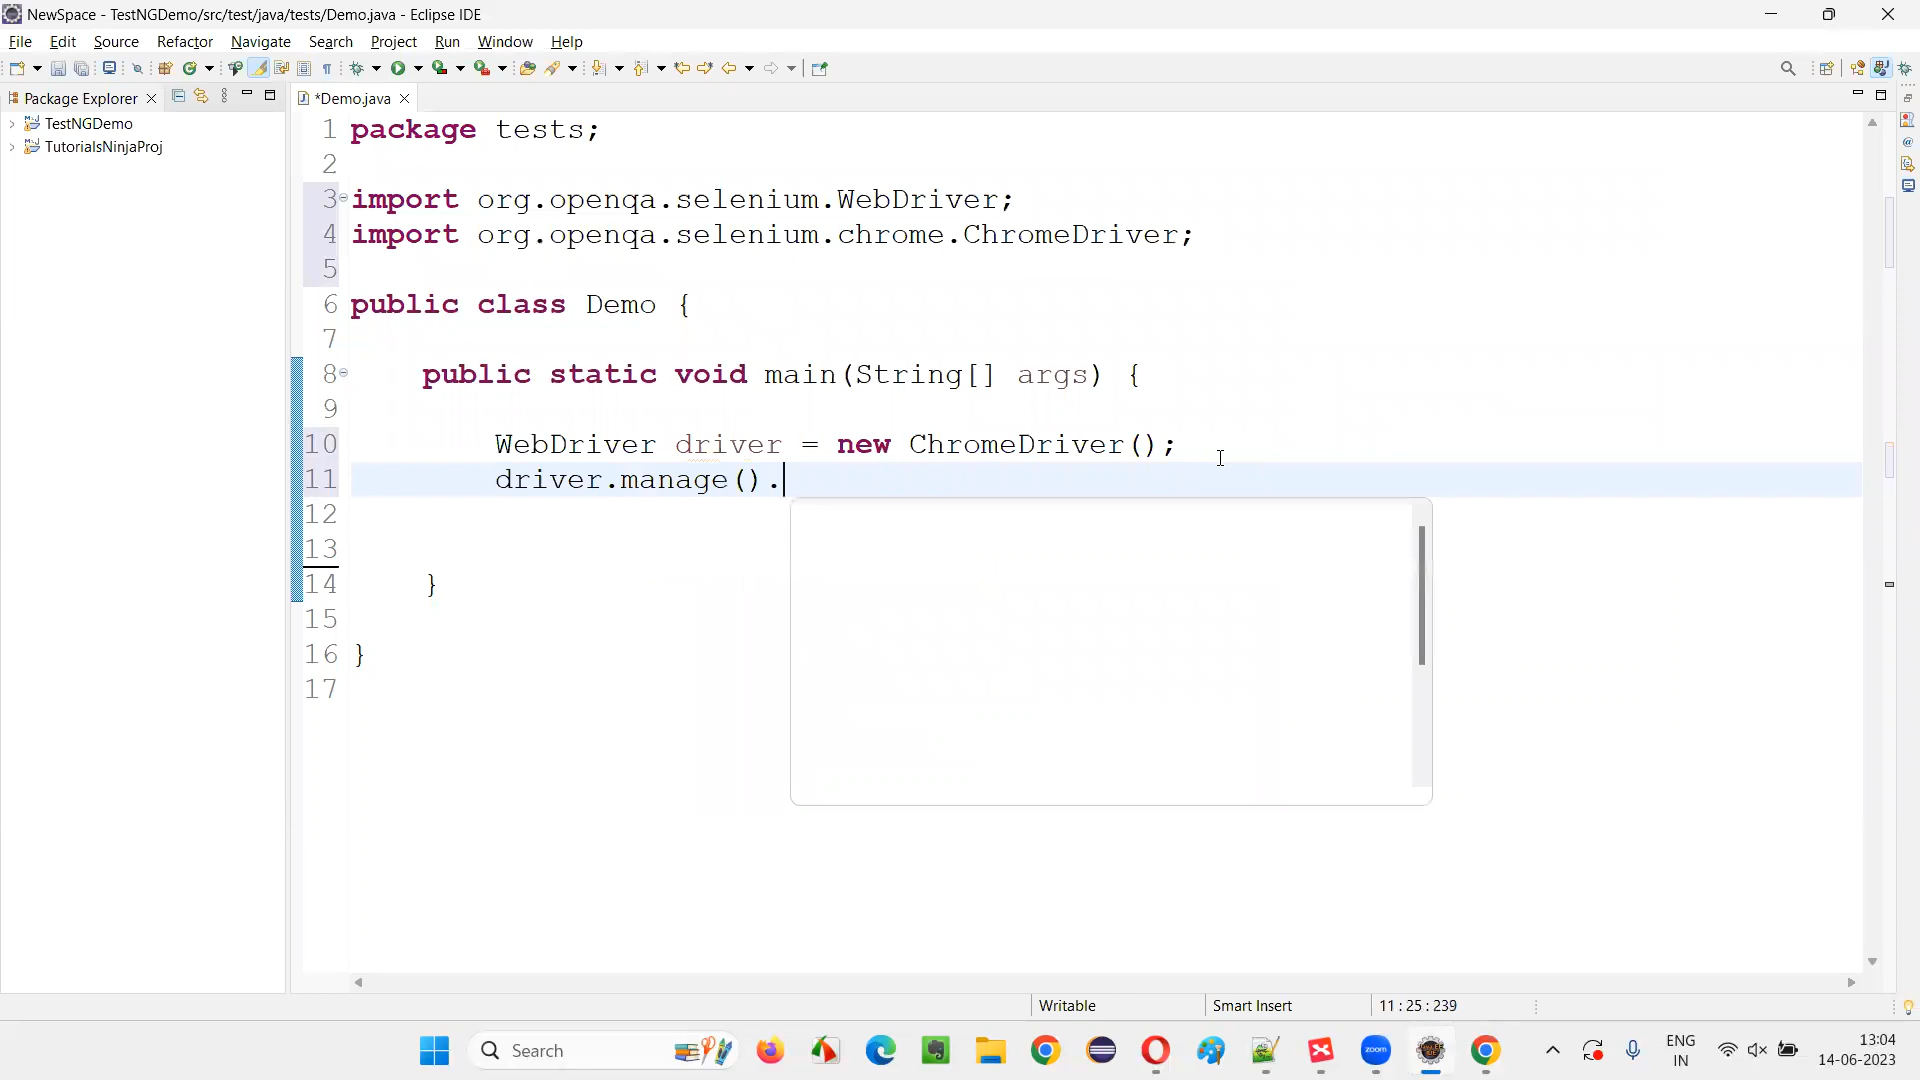 NewSpace - TestNGDemo/src/test/java/tests/Demo.java - Eclipse IDE
File Edit Source Refactor Navigate Search Project Run Window Help
Package Explorer
*Demo.java
TestNGDemo
TutorialsNinjaProj
1 package tests;
2
3 import org.openqa.selenium.WebDriver;
4 import org.openqa.selenium.chrome.ChromeDriver;
5
6 public class Demo {
7
8 public static void main(String[] args) {
9
10 WebDriver driver = new ChromeDriver();
11 driver.manage().
12
13
14 }
15
16 }
17
Writable Smart Insert 11 : 25 : 239
Search
zoom
ENG
IN
13:04
14-06-2023